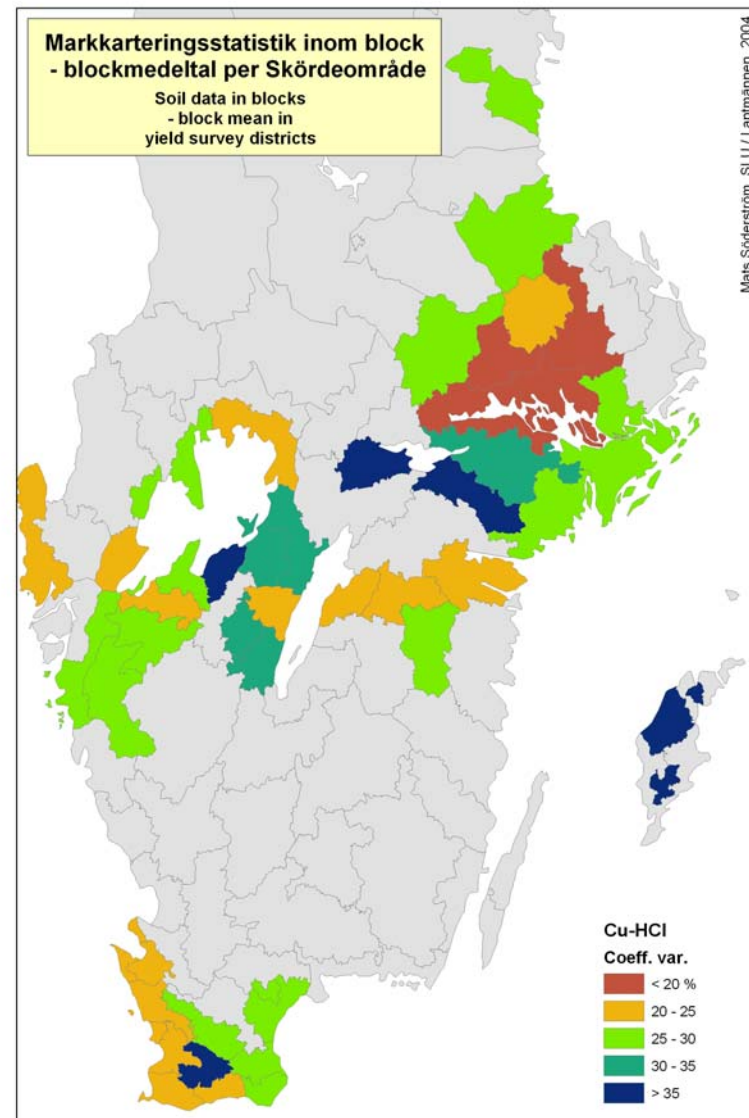 Markkarteringsstatistik inom block
- blockmedeltal per Skördeområde
Soil data in blocks
- block mean in
yield survey districts
Mats Söderström, SLU / Lantmännen, 2004
Cu-HCl
Coeff. var.
< 20 %
20 - 25
25 - 30
30 - 35
> 35